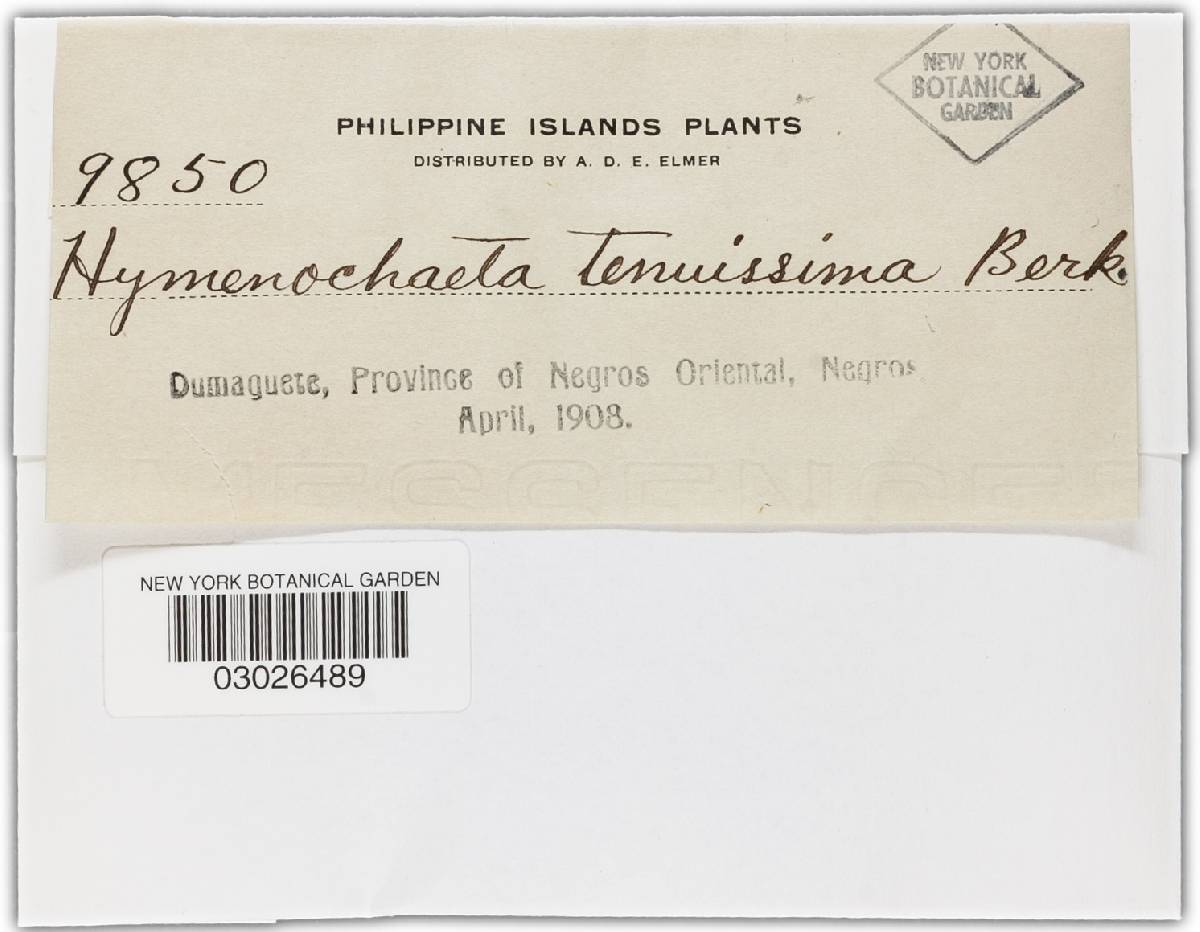 NEW YORK
BOTANICAL
GARDEN
PHILIPPINE ISLANDS PLANTS
DISTRIBUTED BY A. D. E. ELMER
9850
Hymenochaeta tenuissima Berk.
Dumaguete, Province of Negros Oriental, Negros
April, 1908.
NEW YORK BOTANICAL GARDEN
03026489